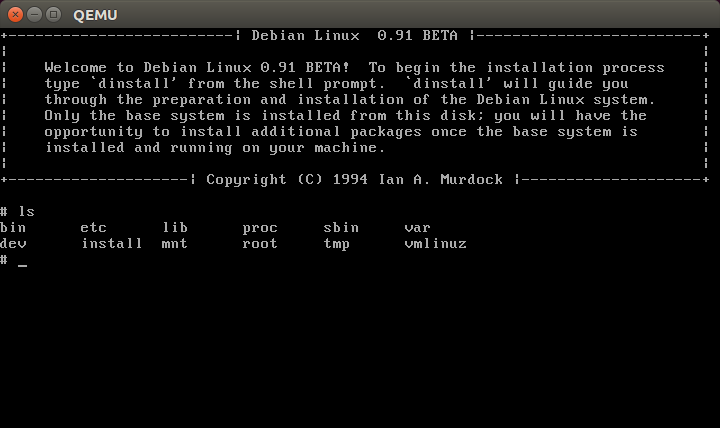 QEMU
+-------------------------¦ Debian Linux  0.91 BETA ¦-------------------------+
¦ ¦
¦ Welcome to Debian Linux 0.91 BETA!  To begin the installation process ¦
¦ type `dinstall' from the shell prompt.  `dinstall' will guide you ¦
¦ through the preparation and installation of the Debian Linux system. ¦
¦ Only the base system is installed from this disk; you will have the ¦
¦ opportunity to install additional packages once the base system is ¦
¦ installed and running on your machine. ¦
¦ ¦
+--------------------¦ Copyright (C) 1994 Ian A. Murdock ¦--------------------+
# ls
bin      etc      lib      proc     sbin     var
dev      install  mnt      root     tmp      vmlinuz
# _